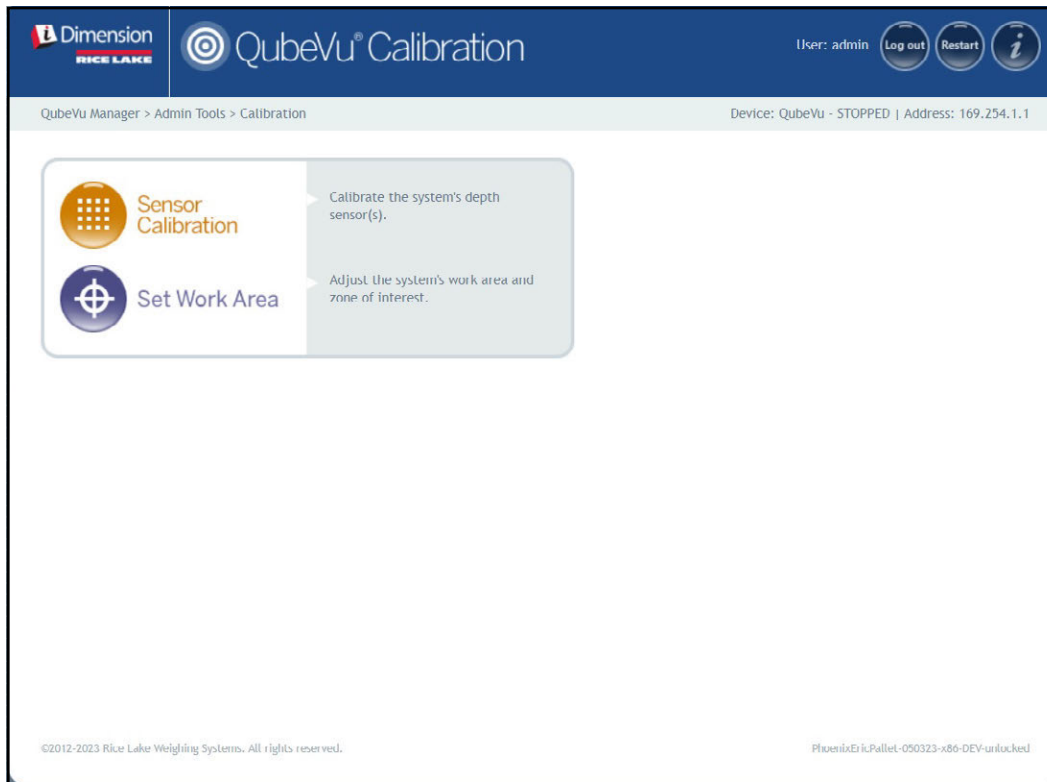 iDimension
RICE LAKE
QubeVu® Calibration
User: admin
Log out
Restart
i
QubeVu Manager > Admin Tools > Calibration
Device: QubeVu - STOPPED | Address: 169.254.1.1
Sensor
Calibration
Calibrate the system's depth
sensor(s).
Set Work Area
Adjust the system's work area and
zone of interest.
©2012-2023 Rice Lake Weighing Systems. All rights reserved.
PhoenixEricPallet-050323-x86-DEV-unlocked